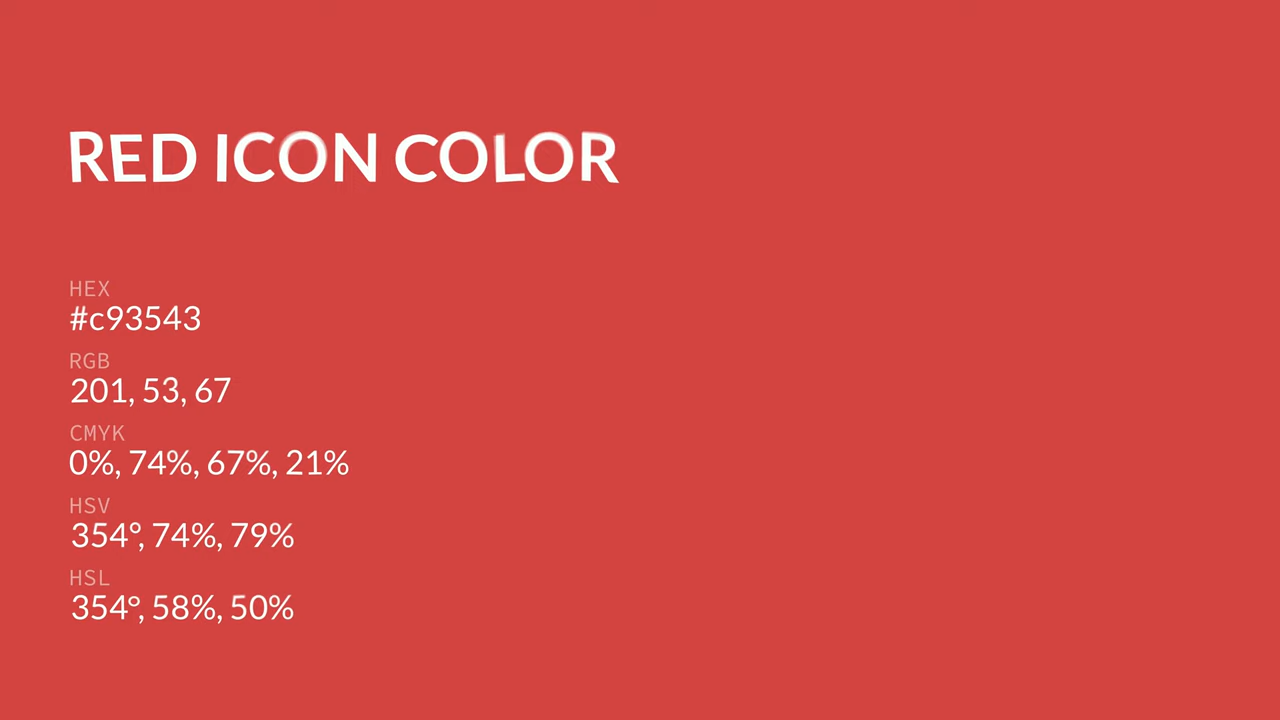 RED ICON COLOR
HEX
#c93543
RGB
201, 53, 67
CMYK
0%, 74%, 67%, 21%
HSV
354°, 74%, 79%
HSL
354°, 58%, 50%